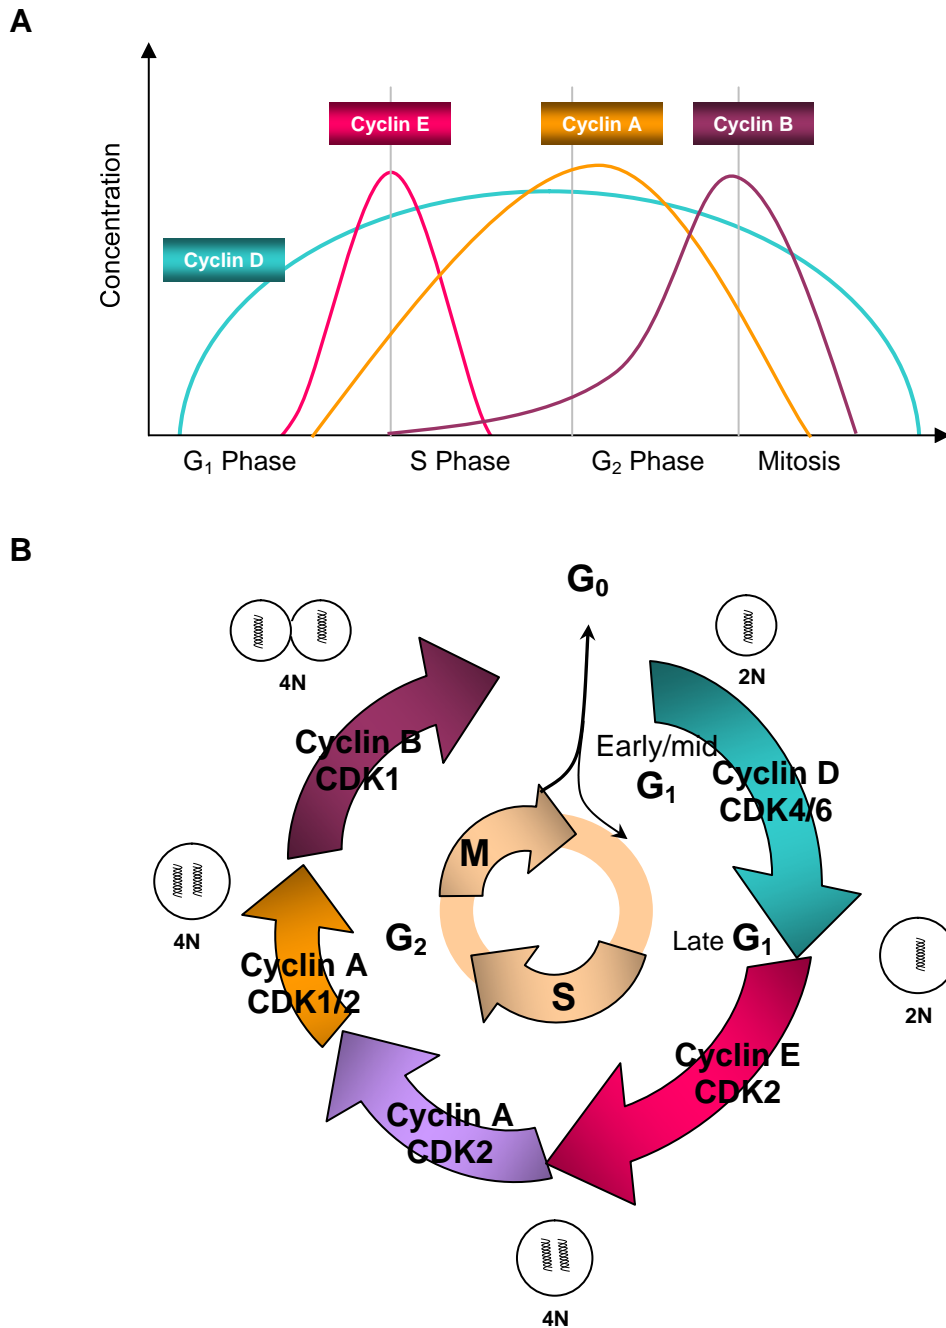 A
Cyclin E
Cyclin A
Cyclin B
Cyclin D
Concentration
G₁ Phase
S Phase
G₂ Phase
Mitosis
B
G₀
4N
2N
Cyclin B
CDK1
Early/mid
G₁
Cyclin D
CDK4/6
M
4N
G₂
Late G₁
Cyclin A
CDK1/2
S
2N
Cyclin E
CDK2
Cyclin A
CDK2
4N